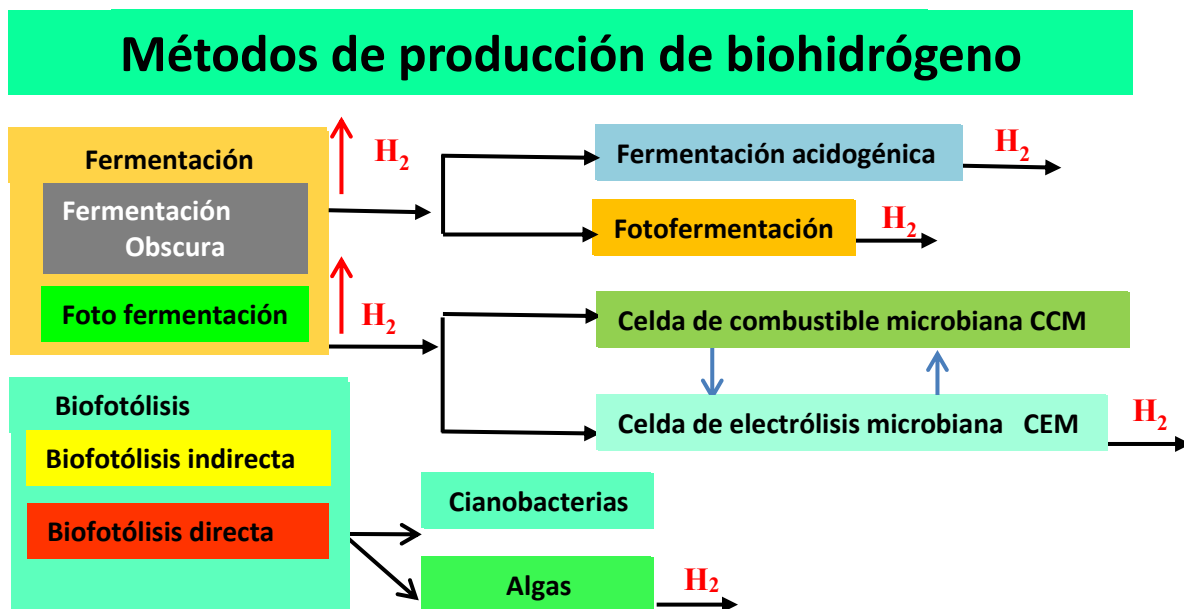 Métodos de producción de biohidrógeno
Fermentación
H₂
Fermentación
Obscura
Foto fermentación
H₂
Fermentación acidogénica
H₂
Fotofermentación
H₂
Celda de combustible microbiana CCM
Celda de electrólisis microbiana CEM
H₂
Biofotólisis
Biofotólisis indirecta
Biofotólisis directa
Cianobacterias
Algas
H₂